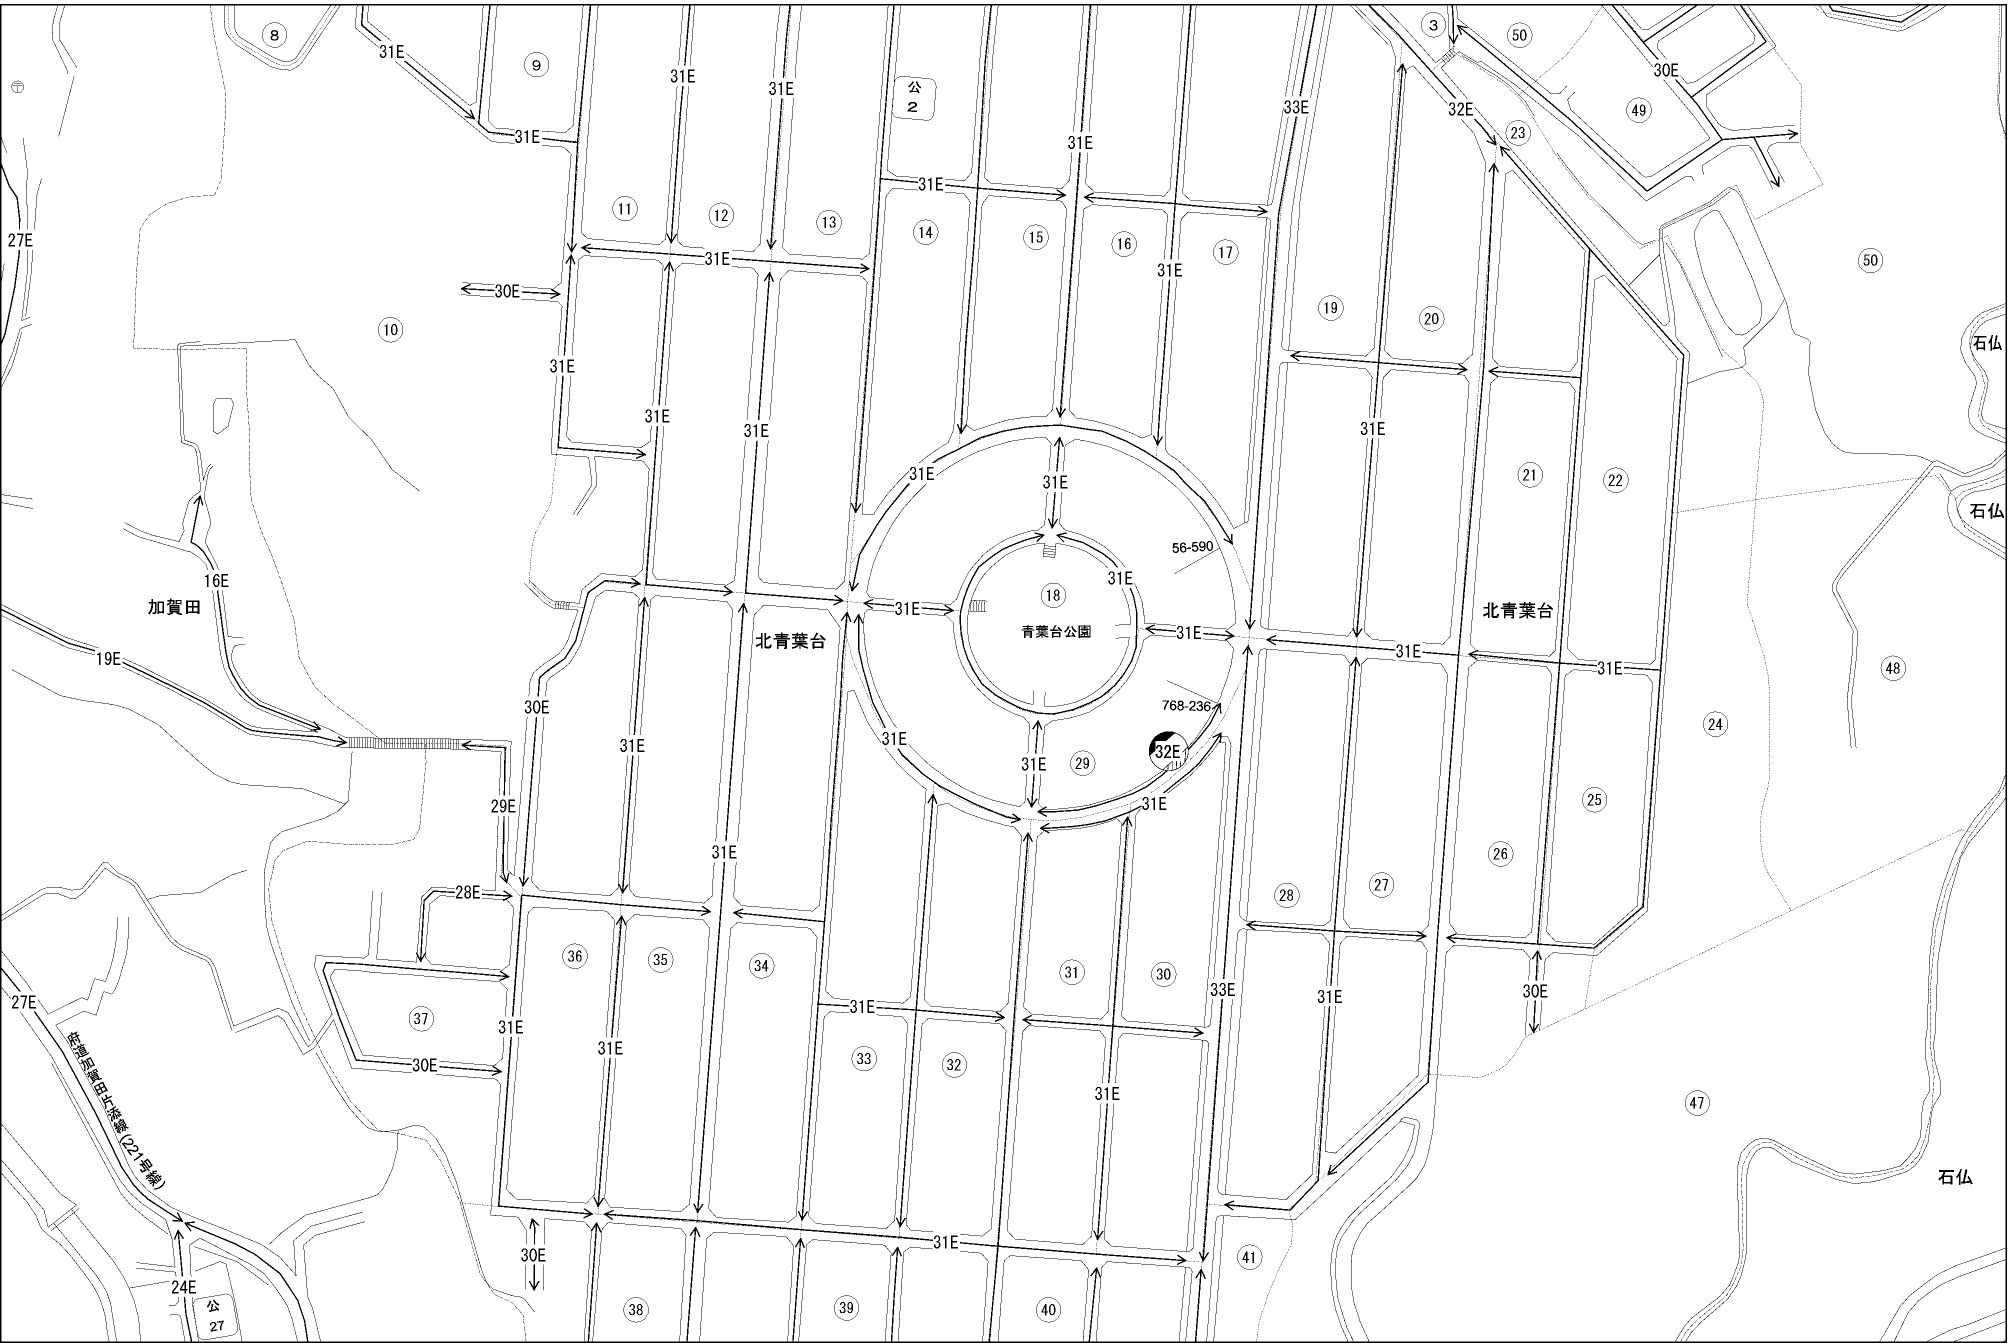 8
31E
9
31E
31E
31E
公
2
33E
3
50
30E
32E
49
23
31E
31E
27E
11
12
13
14
15
16
17
31E
50
30E
31E
10
19
20
石仏
31E
31E
31E
31E
31E
31E
21
22
石仏
56-590
16E
31E
18
加賀田
31E
青葉台公園
31E
北青葉台
北青葉台
19E
31E
31E
48
30E
768-236
24
31E
31E
32E
31E
29
29E
31E
25
31E
26
28E
28
27
36
35
34
31
30
27E
31E
33E
31E
30E
37
31E
31E
33
32
30E
府道加賀田片添線(221号線)
31E
47
石仏
30E
31E
41
24E
公
27
38
39
40